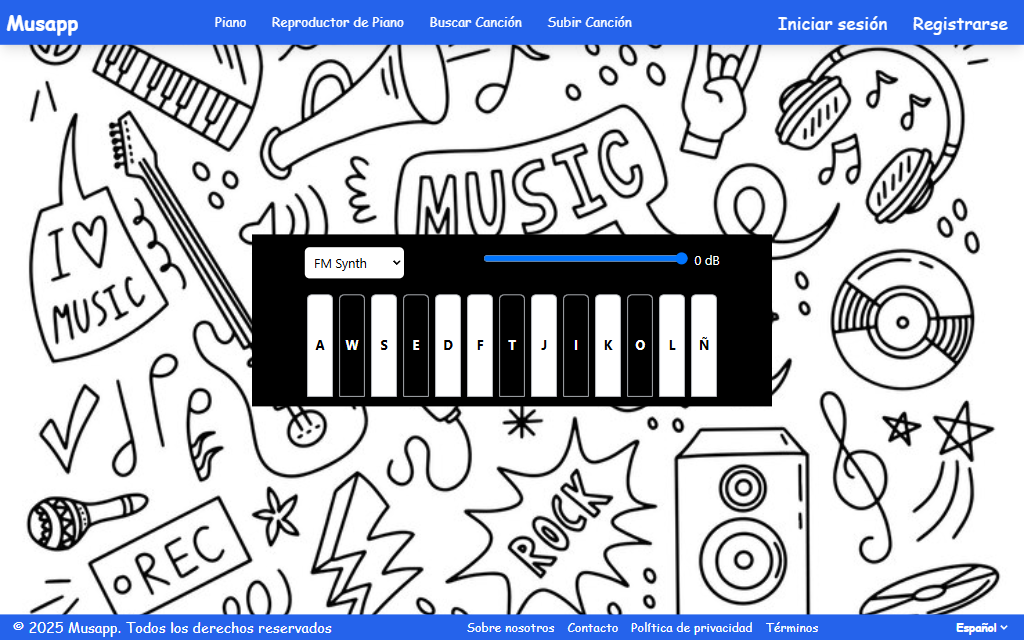 Musapp Piano Reproductor de Piano Buscar Canción Subir Canción Iniciar sesión Registrarse
MUSIC
I
MUSIC
FM Synth 0 dB
A W S E D F T J I K O L Ñ
ROCK
REC
© 2025 Musapp. Todos los derechos reservados Sobre nosotros Contacto Política de privacidad Términos Español